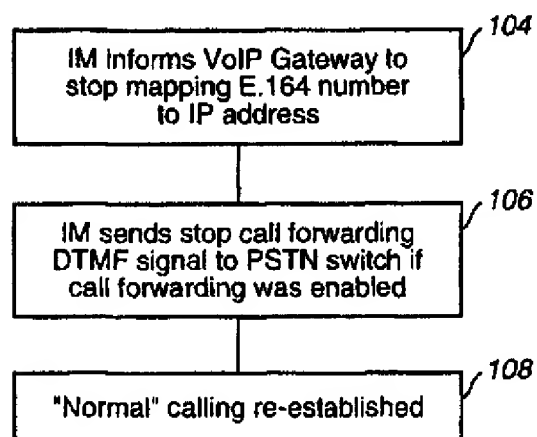 104
IM informs VoIP Gateway to
stop mapping E.164 number
to IP address
106
IM sends stop call forwarding
DTMF signal to PSTN switch if
call forwarding was enabled
108
"Normal" calling re-established